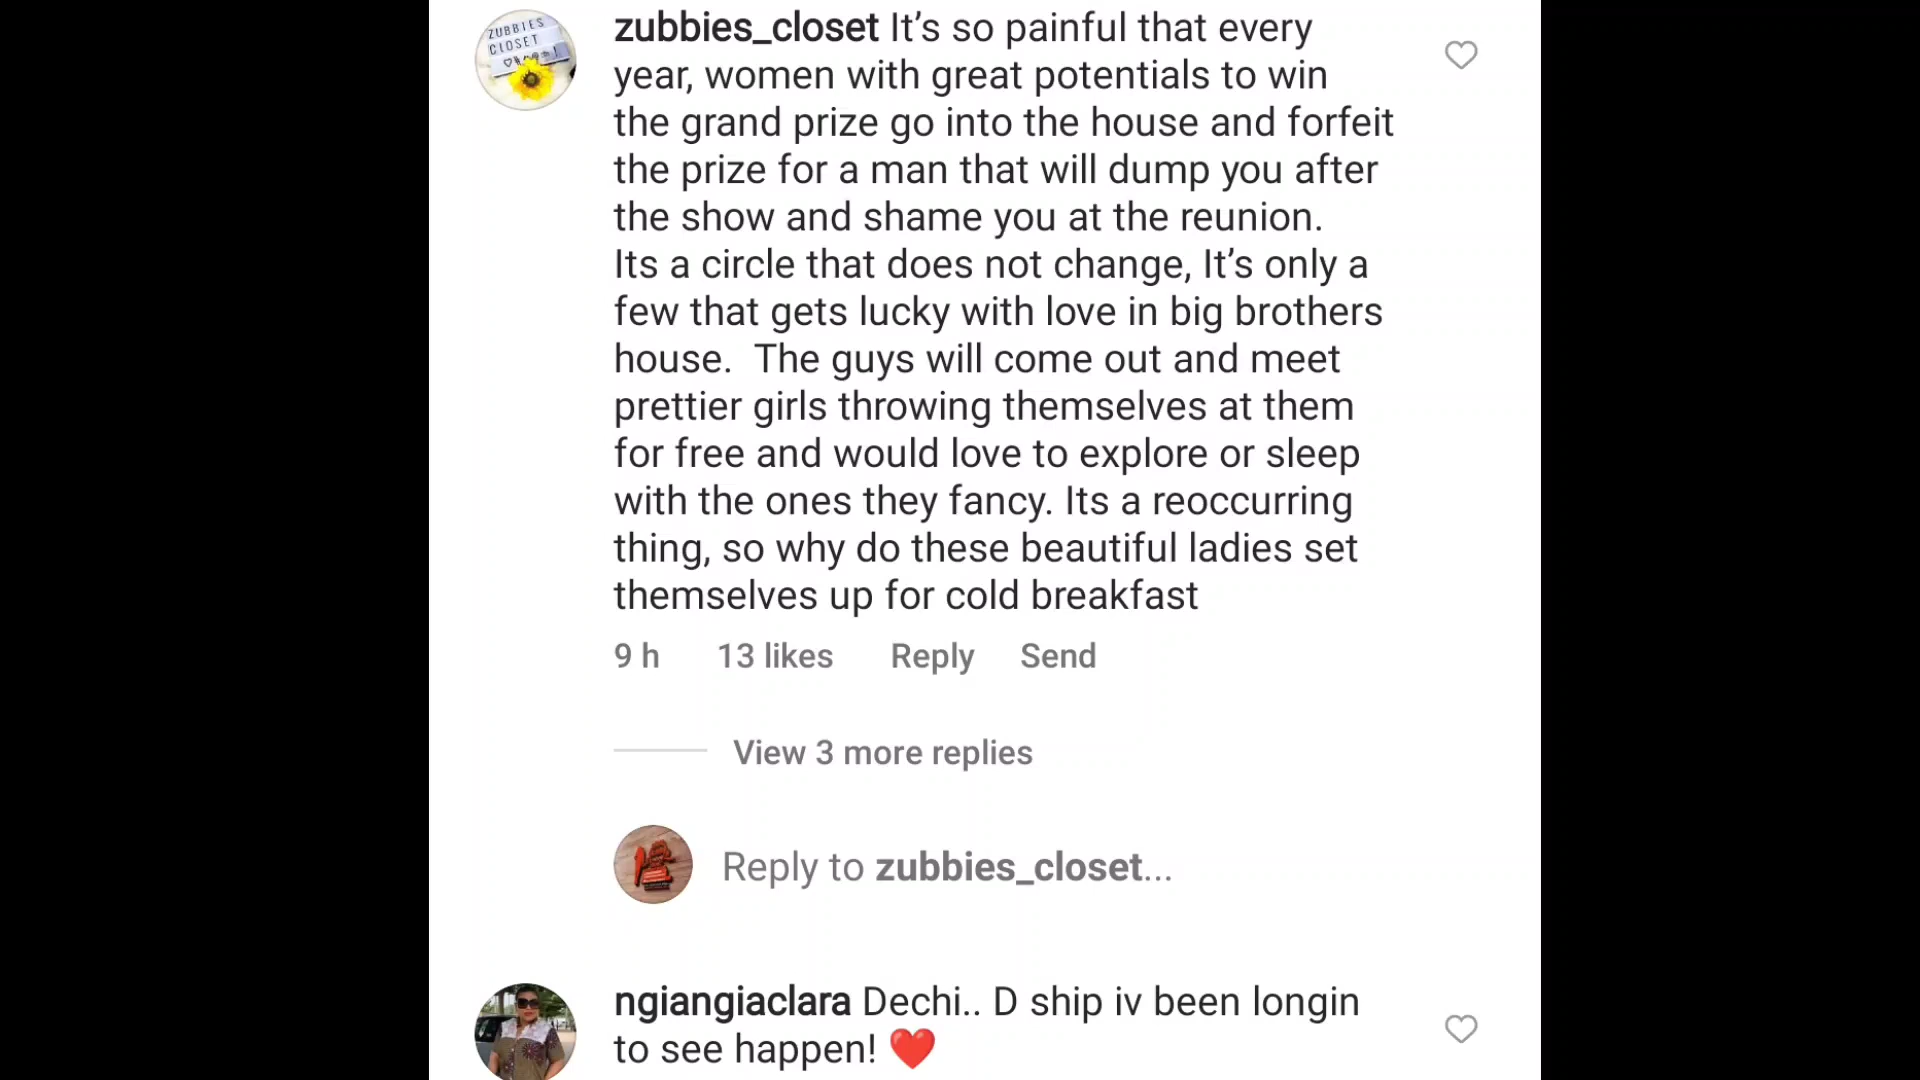 ZUBBIES
CLOSET
zubbies_closet It’s so painful that every
year, women with great potentials to win
the grand prize go into the house and forfeit
the prize for a man that will dump you after
the show and shame you at the reunion.
Its a circle that does not change, It’s only a
few that gets lucky with love in big brothers
house.  The guys will come out and meet
prettier girls throwing themselves at them
for free and would love to explore or sleep
with the ones they fancy. Its a reoccurring
thing, so why do these beautiful ladies set
themselves up for cold breakfast
9 h 13 likes Reply Send
View 3 more replies
Reply to zubbies_closet...
ngiangiaclara Dechi.. D ship iv been longin
to see happen! ❤️